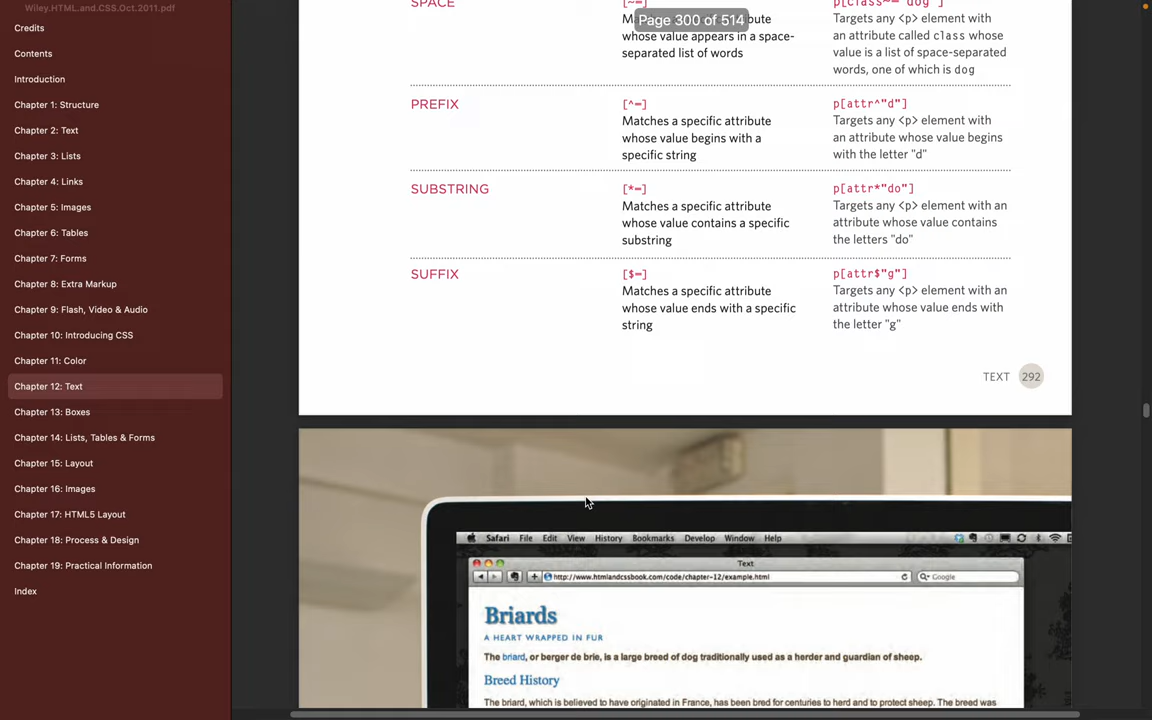 Wiley.HTML.and.CSS.Oct.2011.pdf
Credits
Contents
Introduction
Chapter 1: Structure
Chapter 2: Text
Chapter 3: Lists
Chapter 4: Links
Chapter 5: Images
Chapter 6: Tables
Chapter 7: Forms
Chapter 8: Extra Markup
Chapter 9: Flash, Video & Audio
Chapter 10: Introducing CSS
Chapter 11: Color
Chapter 12: Text
Chapter 13: Boxes
Chapter 14: Lists, Tables & Forms
Chapter 15: Layout
Chapter 16: Images
Chapter 17: HTML5 Layout
Chapter 18: Process & Design
Chapter 19: Practical Information
Index
Page 300 of 514
SPACE
[~=]
whose value appears in a space-
separated list of words
p[class~="dog"]
Targets any <p> element with
an attribute called class whose
value is a list of space-separated
words, one of which is dog
PREFIX
[^=]
Matches a specific attribute
whose value begins with a
specific string
p[attr^"d"]
Targets any <p> element with
an attribute whose value begins
with the letter "d"
SUBSTRING
[*=]
Matches a specific attribute
whose value contains a specific
substring
p[attr*"do"]
Targets any <p> element with an
attribute whose value contains
the letters "do"
SUFFIX
[$=]
Matches a specific attribute
whose value ends with a specific
string
p[attr$"g"]
Targets any <p> element with an
attribute whose value ends with
the letter "g"
TEXT 292
Safari File Edit View History Bookmarks Develop Window Help
Text
http://www.htmlandcssbook.com/code/chapter-12/example.html
Google
Briards
A HEART WRAPPED IN FUR
The briard, or berger de brie, is a large breed of dog traditionally used as a herder and guardian of sheep.
Breed History
The briard, which is believed to have originated in France, has been bred for centuries to herd and to protect sheep. The breed was